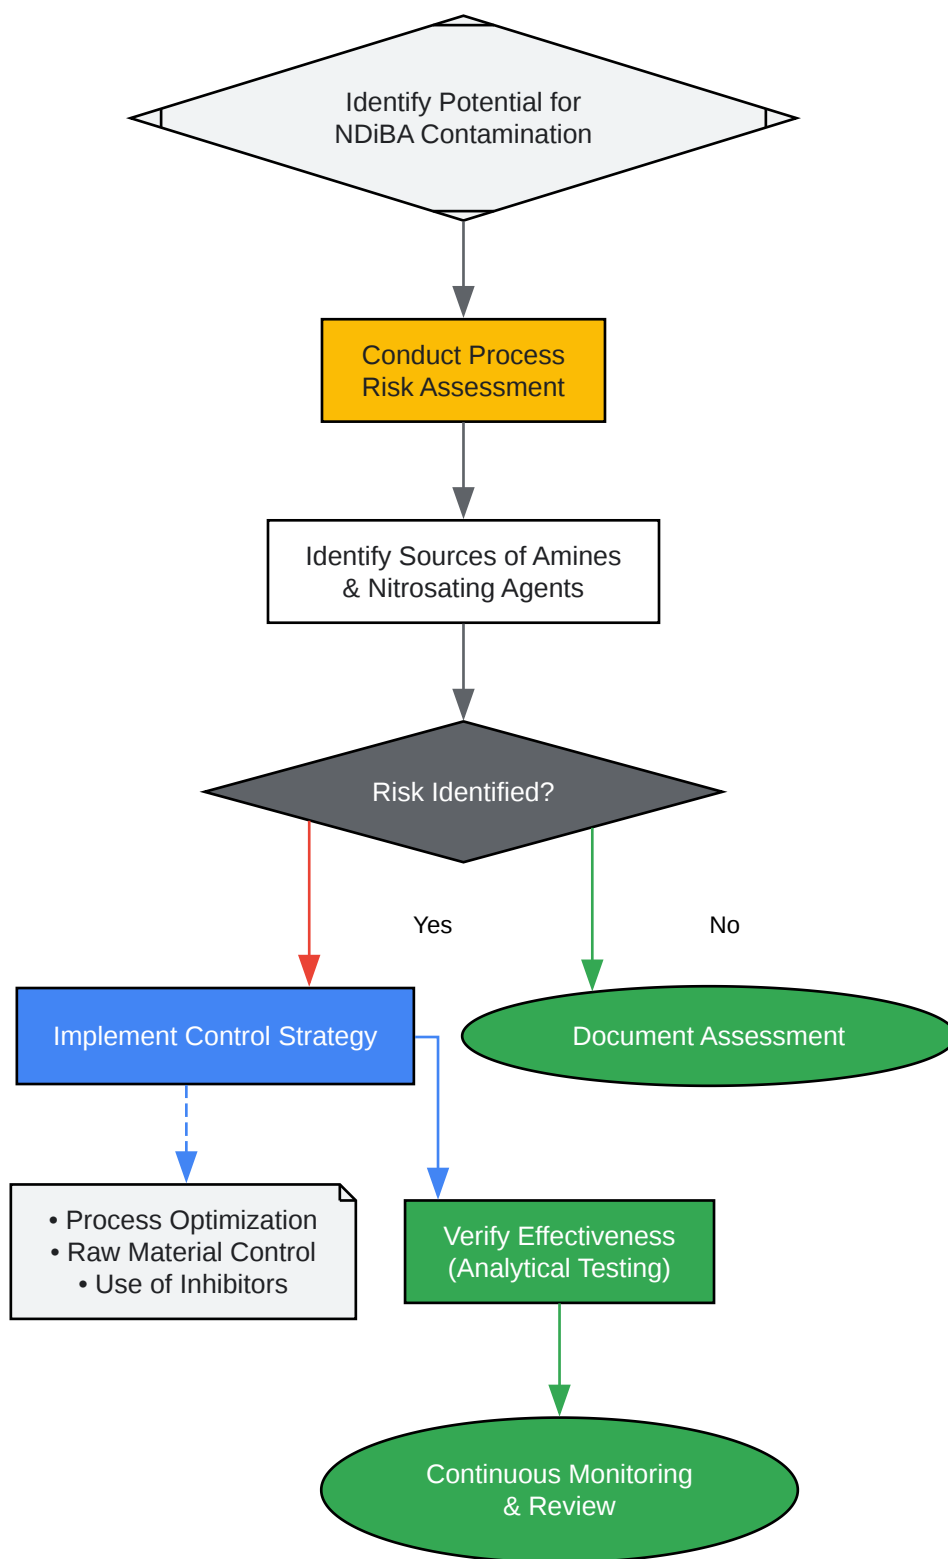 Identify Potential for
NDiBA Contamination
Conduct Process
Risk Assessment
Identify Sources of Amines
& Nitrosating Agents
Risk Identified?
Yes
No
Implement Control Strategy
Document Assessment
• Process Optimization
• Raw Material Control
• Use of Inhibitors
Verify Effectiveness
(Analytical Testing)
Continuous Monitoring
& Review